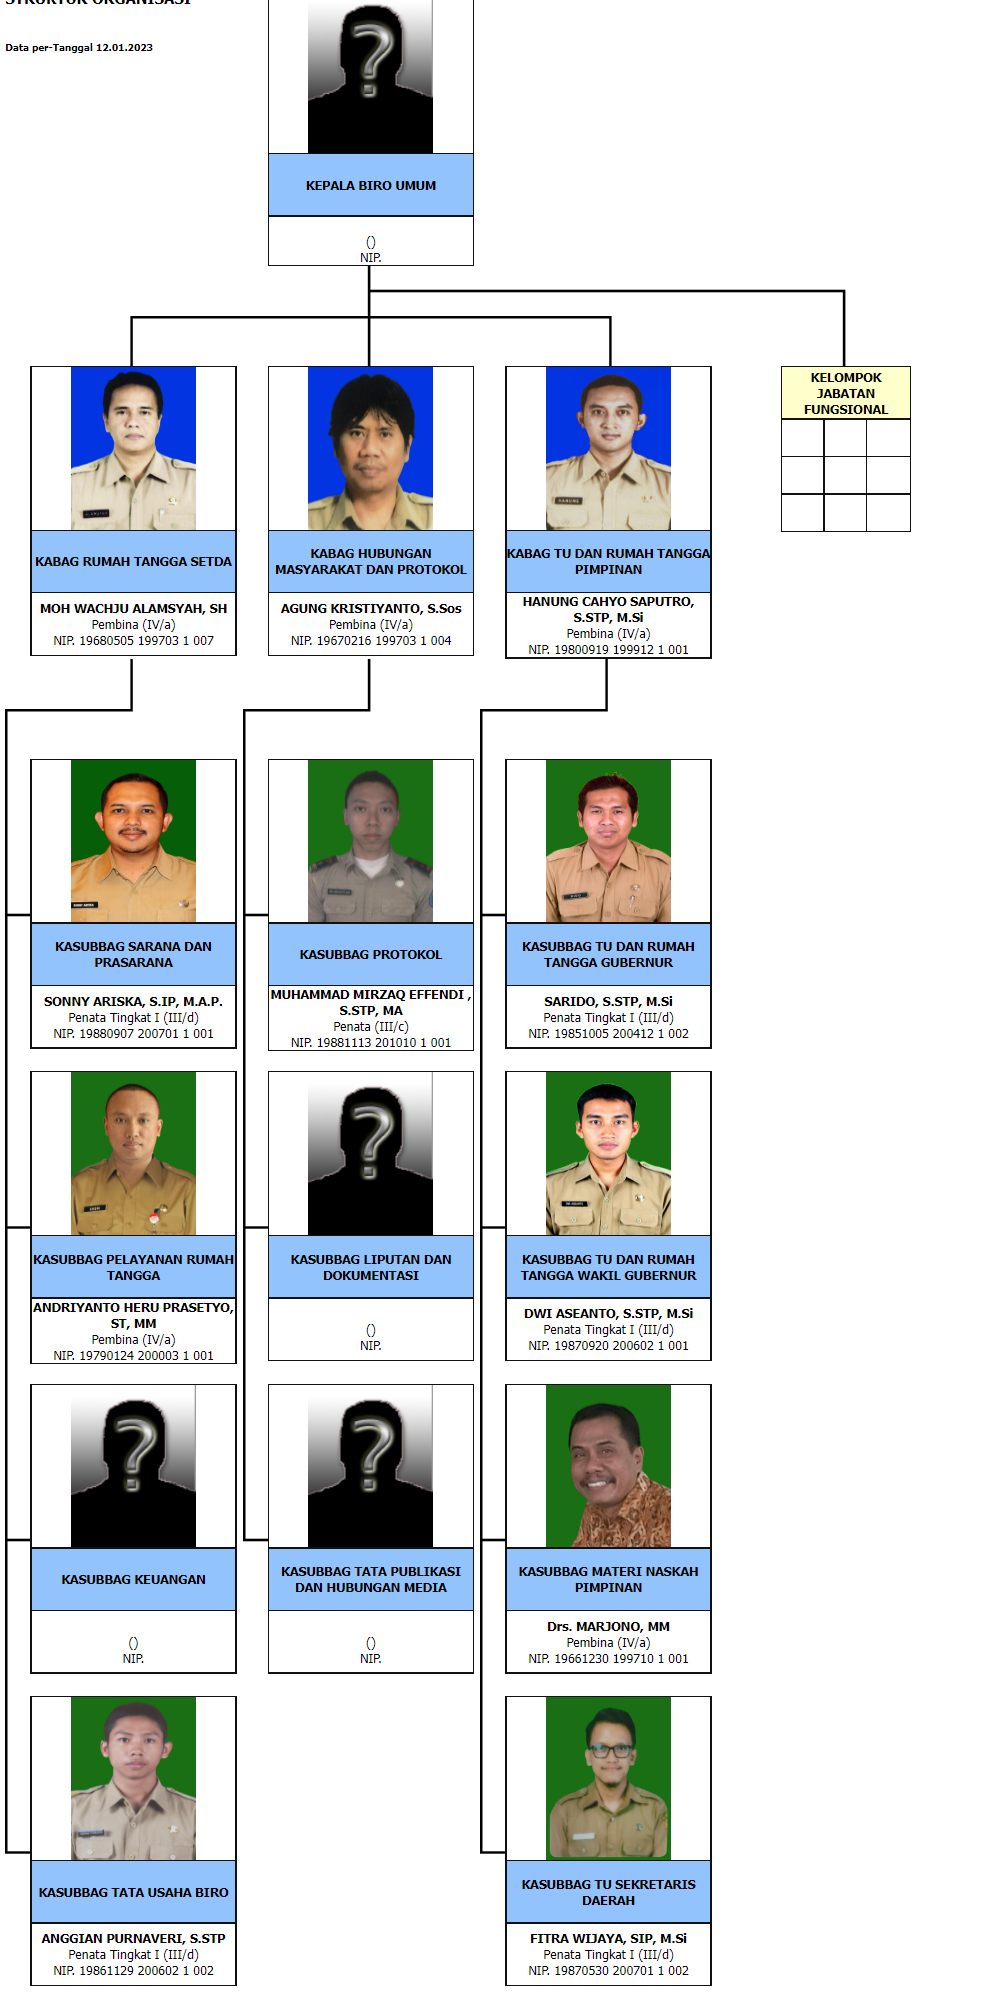 STRUKTUR ORGANISASI
Data per-Tanggal 12.01.2023
KEPALA BIRO UMUM
()
NIP.
KABAG RUMAH TANGGA SETDA
MOH WACHJU ALAMSYAH, SH
Pembina (IV/a)
NIP. 19680505 199703 1 007
KABAG HUBUNGAN
MASYARAKAT DAN PROTOKOL
AGUNG KRISTIYANTO, S.Sos
Pembina (IV/a)
NIP. 19670216 199703 1 004
KABAG TU DAN RUMAH TANGGA
PIMPINAN
HANUNG CAHYO SAPUTRO,
S.STP, M.Si
Pembina (IV/a)
NIP. 19800919 199912 1 001
KELOMPOK
JABATAN
FUNGSIONAL
KASUBBAG SARANA DAN
PRASARANA
SONNY ARISKA, S.IP, M.A.P.
Penata Tingkat I (III/d)
NIP. 19880907 200701 1 001
KASUBBAG PROTOKOL
MUHAMMAD MIRZAQ EFFENDI ,
S.STP, MA
Penata (III/c)
NIP. 19881113 201010 1 001
KASUBBAG TU DAN RUMAH
TANGGA GUBERNUR
SARIDO, S.STP, M.Si
Penata Tingkat I (III/d)
NIP. 19851005 200412 1 002
KASUBBAG PELAYANAN RUMAH
TANGGA
ANDRIYANTO HERU PRASETYO,
ST, MM
Pembina (IV/a)
NIP. 19790124 200003 1 001
KASUBBAG LIPUTAN DAN
DOKUMENTASI
()
NIP.
KASUBBAG TU DAN RUMAH
TANGGA WAKIL GUBERNUR
DWI ASEANTO, S.STP, M.Si
Penata Tingkat I (III/d)
NIP. 19870920 200602 1 001
KASUBBAG KEUANGAN
()
NIP.
KASUBBAG TATA PUBLIKASI
DAN HUBUNGAN MEDIA
()
NIP.
KASUBBAG MATERI NASKAH
PIMPINAN
Drs. MARJONO, MM
Pembina (IV/a)
NIP. 19661230 199710 1 001
KASUBBAG TATA USAHA BIRO
ANGGIAN PURNAVERI, S.STP
Penata Tingkat I (III/d)
NIP. 19861129 200602 1 002
KASUBBAG TU SEKRETARIS
DAERAH
FITRA WIJAYA, SIP, M.Si
Penata Tingkat I (III/d)
NIP. 19870530 200701 1 002